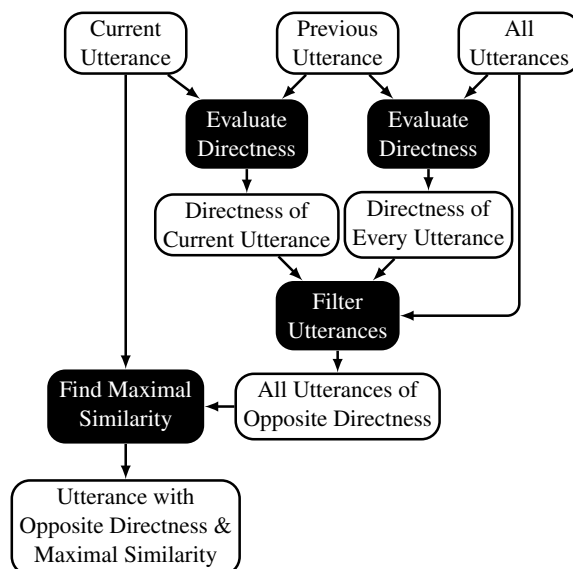 Current
Utterance
Previous
Utterance
All
Utterances
Evaluate
Directness
Evaluate
Directness
Directness of
Current Utterance
Directness of
Every Utterance
Filter
Utterances
Find Maximal
Similarity
All Utterances of
Opposite Directness
Utterance with
Opposite Directness &
Maximal Similarity